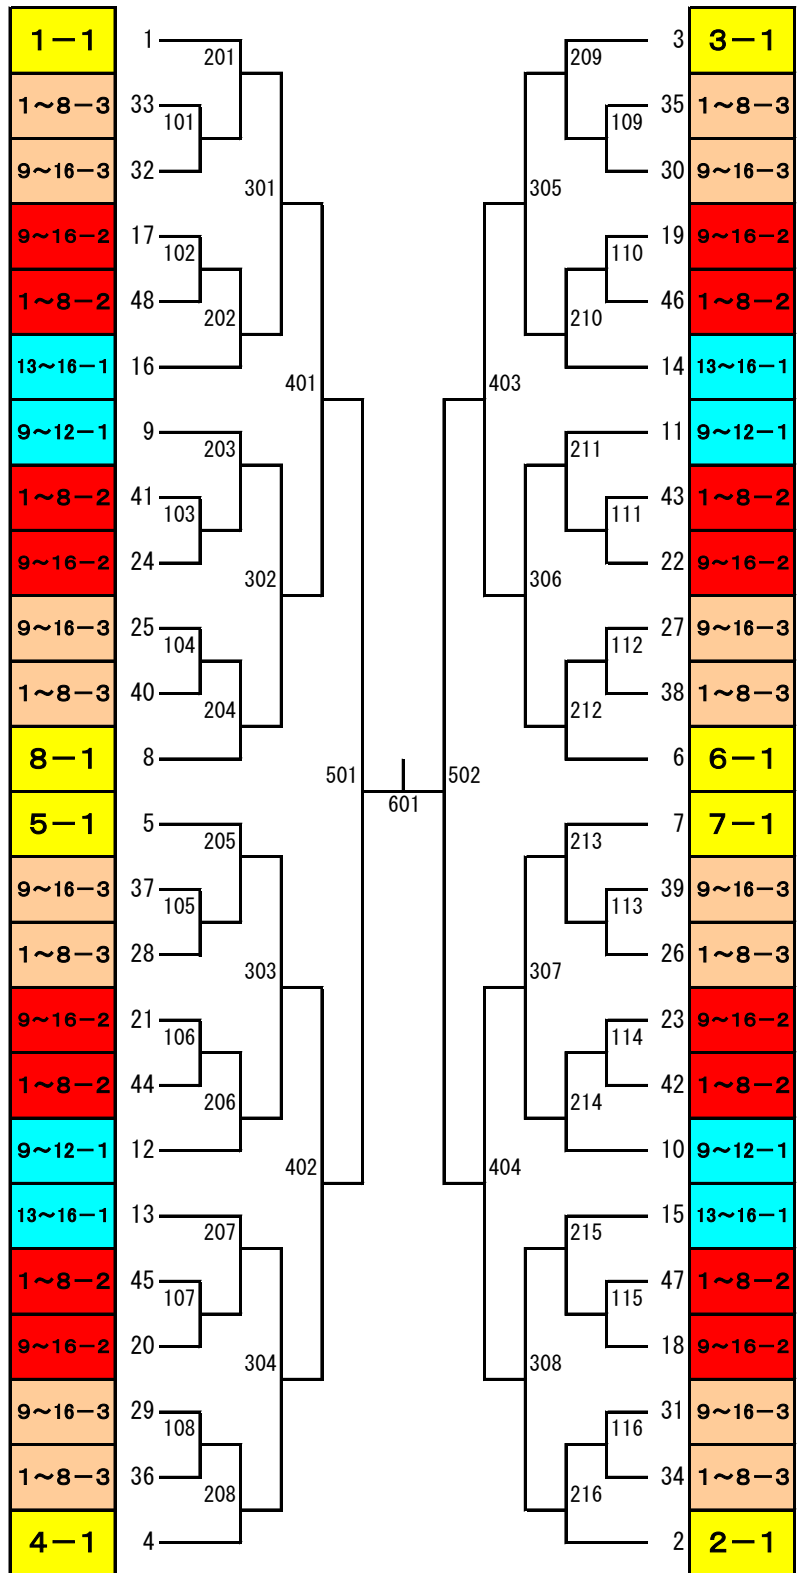 1－1 1 201 209 3 3－1
1～8－3 33 101 109 35 1～8－3
9～16－3 32 301 305 30 9～16－3
9～16－2 17 102 110 19 9～16－2
1～8－2 48 202 210 46 1～8－2
13～16－1 16 401 403 14 13～16－1
9～12－1 9 203 211 11 9～12－1
1～8－2 41 103 111 43 1～8－2
9～16－2 24 302 306 22 9～16－2
9～16－3 25 104 112 27 9～16－3
1～8－3 40 204 212 38 1～8－3
8－1 8 501 601 502 6 6－1
5－1 5 205 213 7 7－1
9～16－3 37 105 113 39 9～16－3
1～8－3 28 303 307 26 1～8－3
9～16－2 21 106 114 23 9～16－2
1～8－2 44 206 214 42 1～8－2
9～12－1 12 402 404 10 9～12－1
13～16－1 13 207 215 15 13～16－1
1～8－2 45 107 115 47 1～8－2
9～16－2 20 304 308 18 9～16－2
9～16－3 29 108 116 31 9～16－3
1～8－3 36 208 216 34 1～8－3
4－1 4 2 2－1